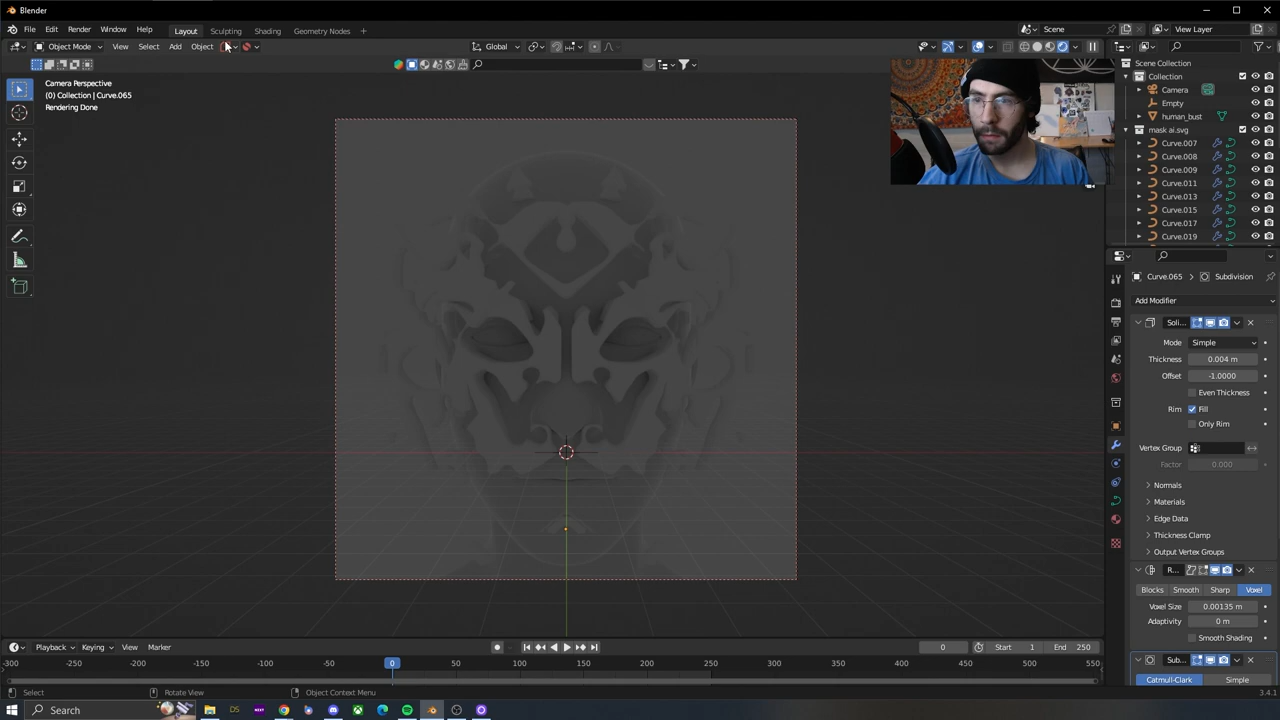 Blender
File Edit Render Window Help
Layout Sculpting Shading Geometry Nodes +
Scene
View Layer
Object Mode View Select Add Object
Global
Camera Perspective
(0) Collection | Curve.065
Rendering Done
Scene Collection
Collection
Camera
Empty
human_bust
mask ai.svg
Curve.007
Curve.008
Curve.009
Curve.011
Curve.013
Curve.015
Curve.017
Curve.019
Curve.065 > Subdivision
Add Modifier
Soli...
Mode Simple
Thickness 0.004 m
Offset -1.0000
Even Thickness
Rim Fill
Only Rim
Vertex Group
Factor 0.000
Normals
Materials
Edge Data
Thickness Clamp
Output Vertex Groups
R...
Blocks Smooth Sharp Voxel
Voxel Size 0.00135 m
Adaptivity 0 m
Smooth Shading
Sub...
Catmull-Clark Simple
Playback Keying View Marker
0 Start 1 End 250
-300 -250 -200 -150 -100 -50 0 50 100 150 200 250 300 350 400 450 500 550
Select Rotate View Object Context Menu
3.4.1
Search
DS
NEXT